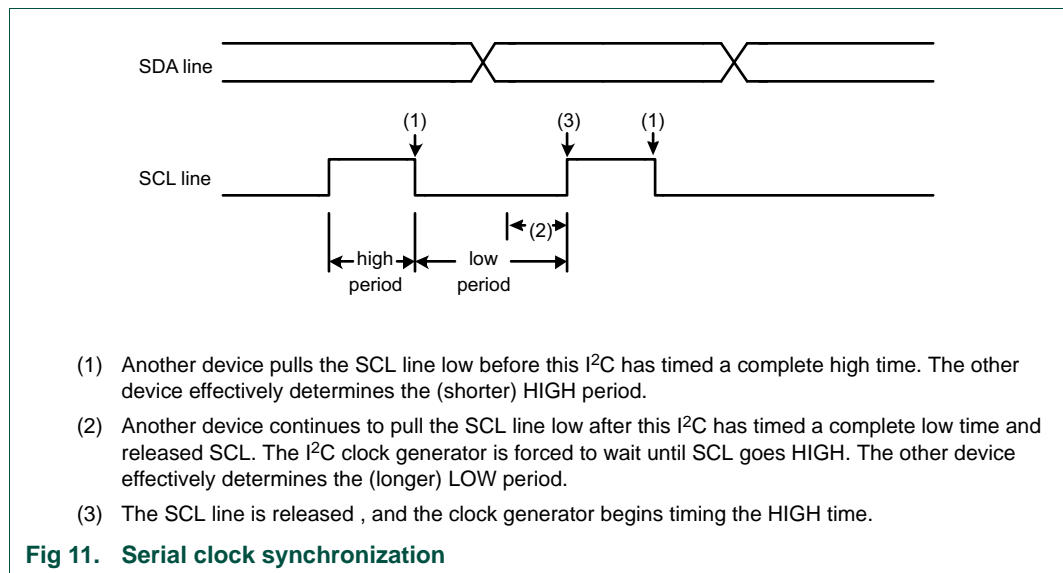 SDA line
(1)
(3)
(1)
SCL line
(2)
high
period
low
period
(1) Another device pulls the SCL line low before this I2C has timed a complete high time. The other
device effectively determines the (shorter) HIGH period.
(2) Another device continues to pull the SCL line low after this I2C has timed a complete low time and
released SCL. The I2C clock generator is forced to wait until SCL goes HIGH. The other device
effectively determines the (longer) LOW period.
(3) The SCL line is released , and the clock generator begins timing the HIGH time.
Fig 11. Serial clock synchronization